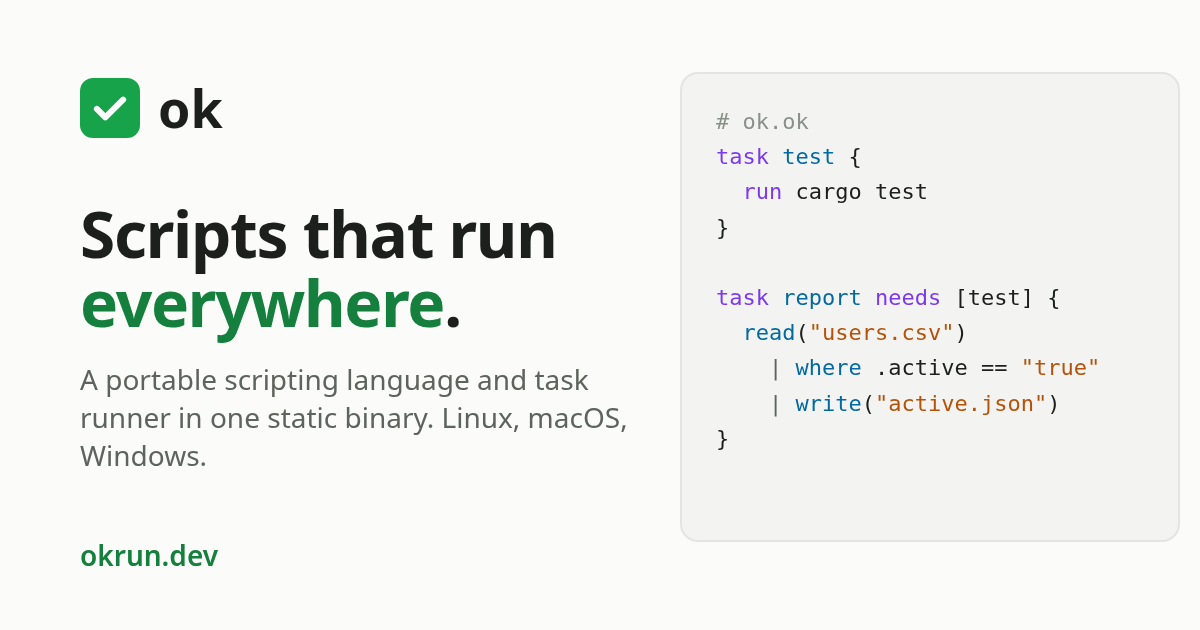 ok
Scripts that run
everywhere.
A portable scripting language and task
runner in one static binary. Linux, macOS,
Windows.
okrun.dev
# ok.ok
task test {
  run cargo test
}

task report needs [test] {
  read("users.csv")
    | where .active == "true"
    | write("active.json")
}